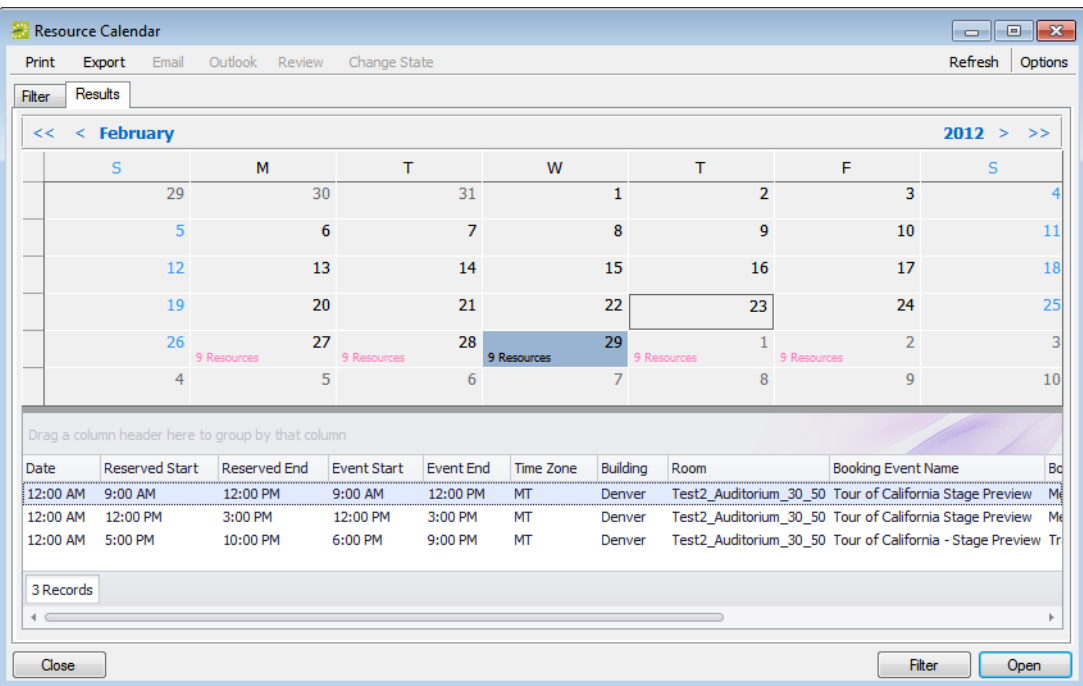 Resource Calendar
Print Export Email Outlook Review Change State Refresh Options
Filter Results
<< < February 2012 > >>
S M T W T F S
29 30 31 1 2 3 4
5 6 7 8 9 10 11
12 13 14 15 16 17 18
19 20 21 22 23 24 25
26 27 28 29 1 2 3
9 Resources 9 Resources 9 Resources 9 Resources 9 Resources
4 5 6 7 8 9 10
Drag a column header here to group by that column
Date Reserved Start Reserved End Event Start Event End Time Zone Building Room Booking Event Name Bo
12:00 AM 9:00 AM 12:00 PM 9:00 AM 12:00 PM MT Denver Test2_Auditorium_30_50 Tour of California Stage Preview Me
12:00 AM 12:00 PM 3:00 PM 12:00 PM 3:00 PM MT Denver Test2_Auditorium_30_50 Tour of California Stage Preview Me
12:00 AM 5:00 PM 10:00 PM 6:00 PM 9:00 PM MT Denver Test2_Auditorium_30_50 Tour of California - Stage Preview Tr
3 Records
Close Filter Open